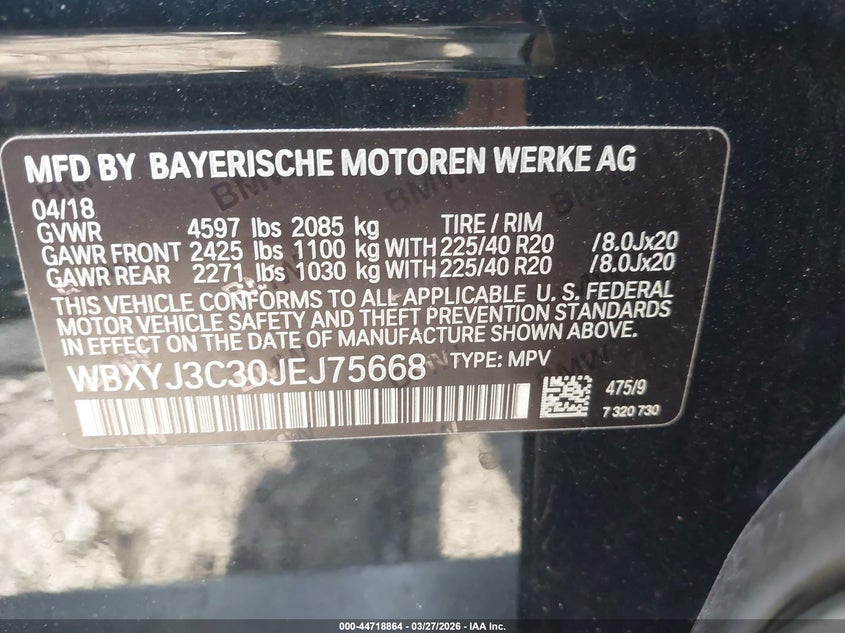 MFD BY BAYERISCHE MOTOREN WERKE AG
04/18
GVWR 4597 lbs 2085 kg TIRE / RIM
GAWR FRONT 2425 lbs 1100 kg WITH 225/40 R20 /8.0Jx20
GAWR REAR 2271 lbs 1030 kg WITH 225/40 R20 /8.0Jx20
THIS VEHICLE CONFORMS TO ALL APPLICABLE U. S. FEDERAL
MOTOR VEHICLE SAFETY AND THEFT PREVENTION STANDARDS
IN EFFECT ON THE DATE OF MANUFACTURE SHOWN ABOVE.
WBXYJ3C30JEJ75668 TYPE: MPV
475/9
7 320 730
000-44718864 | 03/27/2026 – IAA Inc.